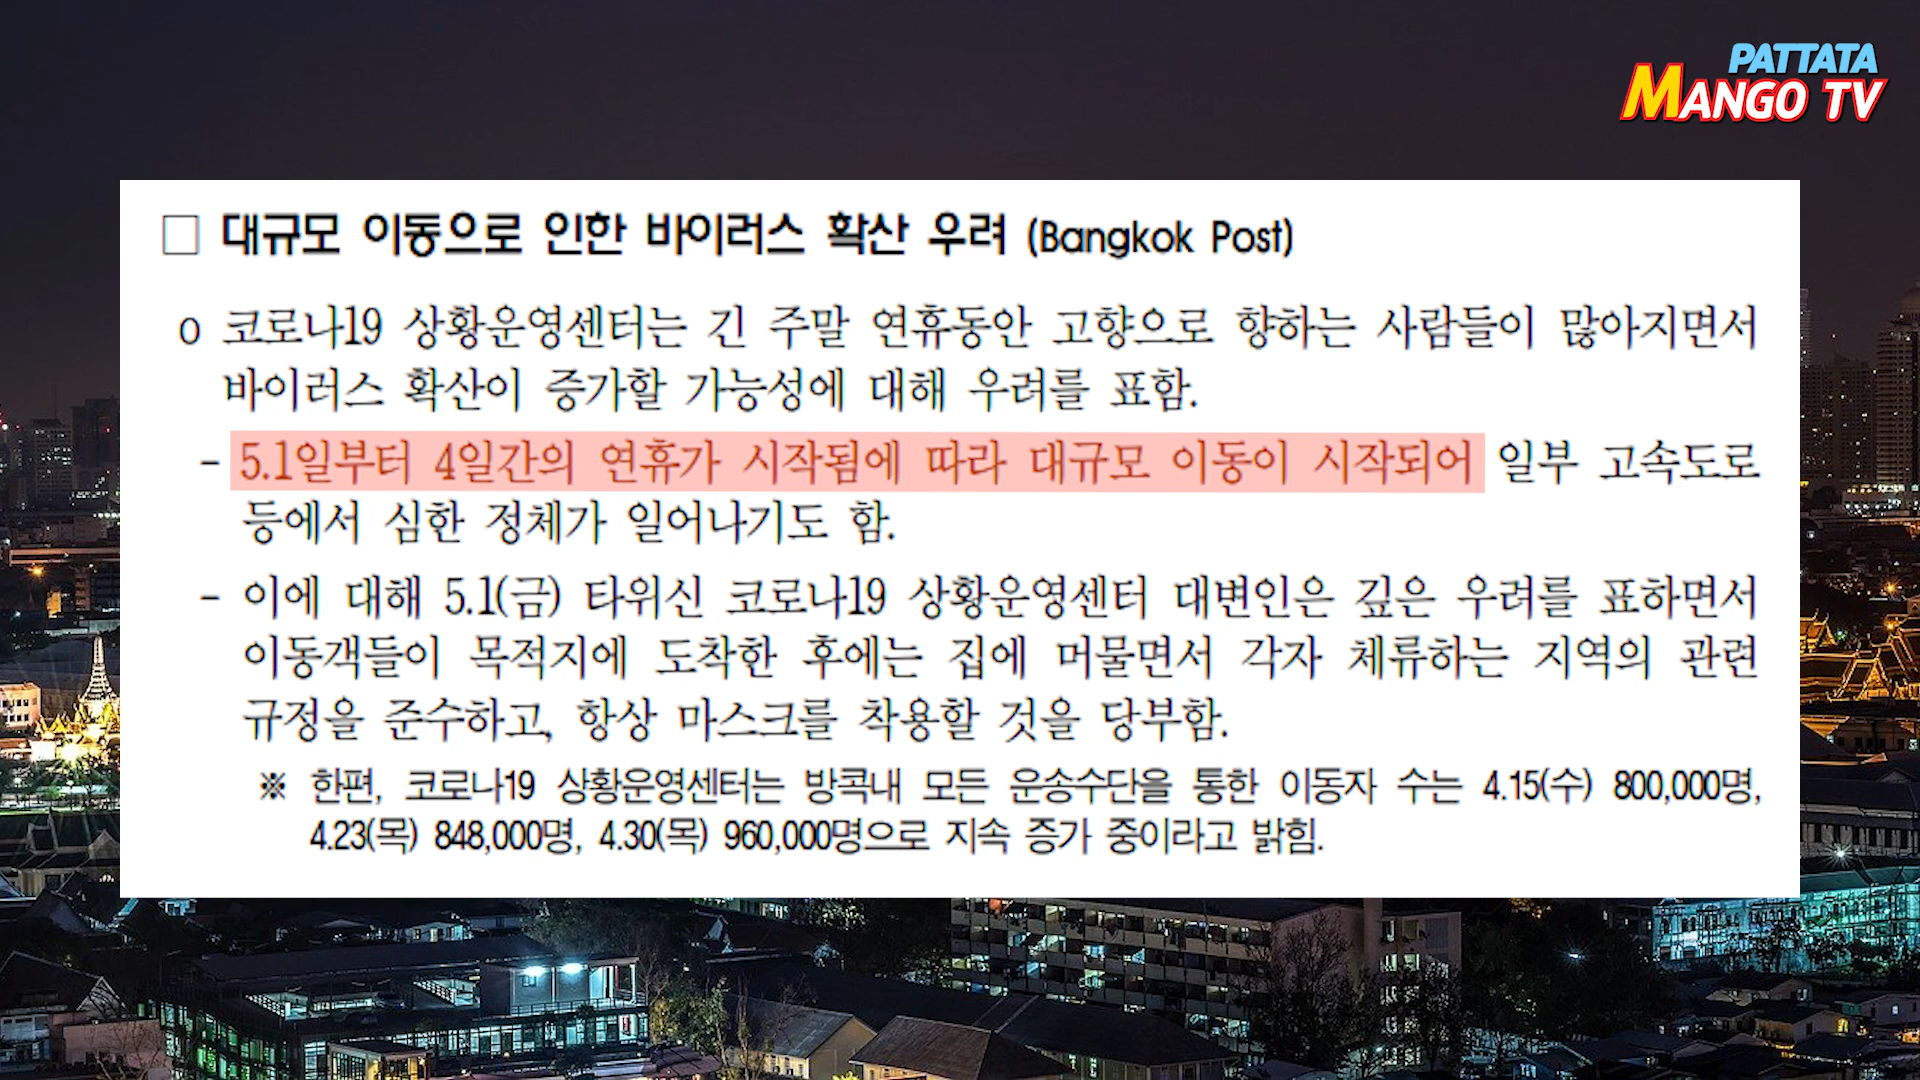 PATTATA
MANGO TV
□ 대규모 이동으로 인한 바이러스 확산 우려 (Bangkok Post)
o 코로나19 상황운영센터는 긴 주말 연휴동안 고향으로 향하는 사람들이 많아지면서
바이러스 확산이 증가할 가능성에 대해 우려를 표함.
- 5.1일부터 4일간의 연휴가 시작됨에 따라 대규모 이동이 시작되어 일부 고속도로
등에서 심한 정체가 일어나기도 함.
- 이에 대해 5.1(금) 타위신 코로나19 상황운영센터 대변인은 깊은 우려를 표하면서
이동객들이 목적지에 도착한 후에는 집에 머물면서 각자 체류하는 지역의 관련
규정을 준수하고, 항상 마스크를 착용할 것을 당부함.
※ 한편, 코로나19 상황운영센터는 방콕내 모든 운송수단을 통한 이동자 수는 4.15(수) 800,000명,
4.23(목) 848,000명, 4.30(목) 960,000명으로 지속 증가 중이라고 밝힘.